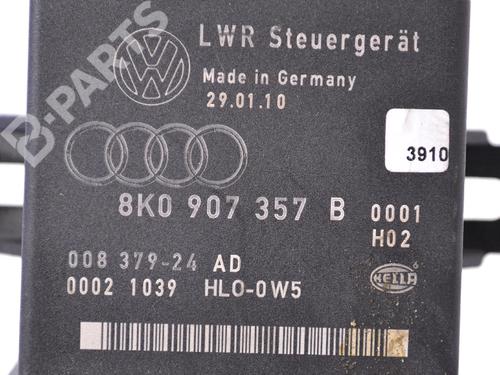 B-PARTS
LWR Steuergerät
Made in Germany
29.01.10
3910
8K0 907 357 B 0001
H02
008 379-24 AD
0002 1039 HLO-0W5
HELLA